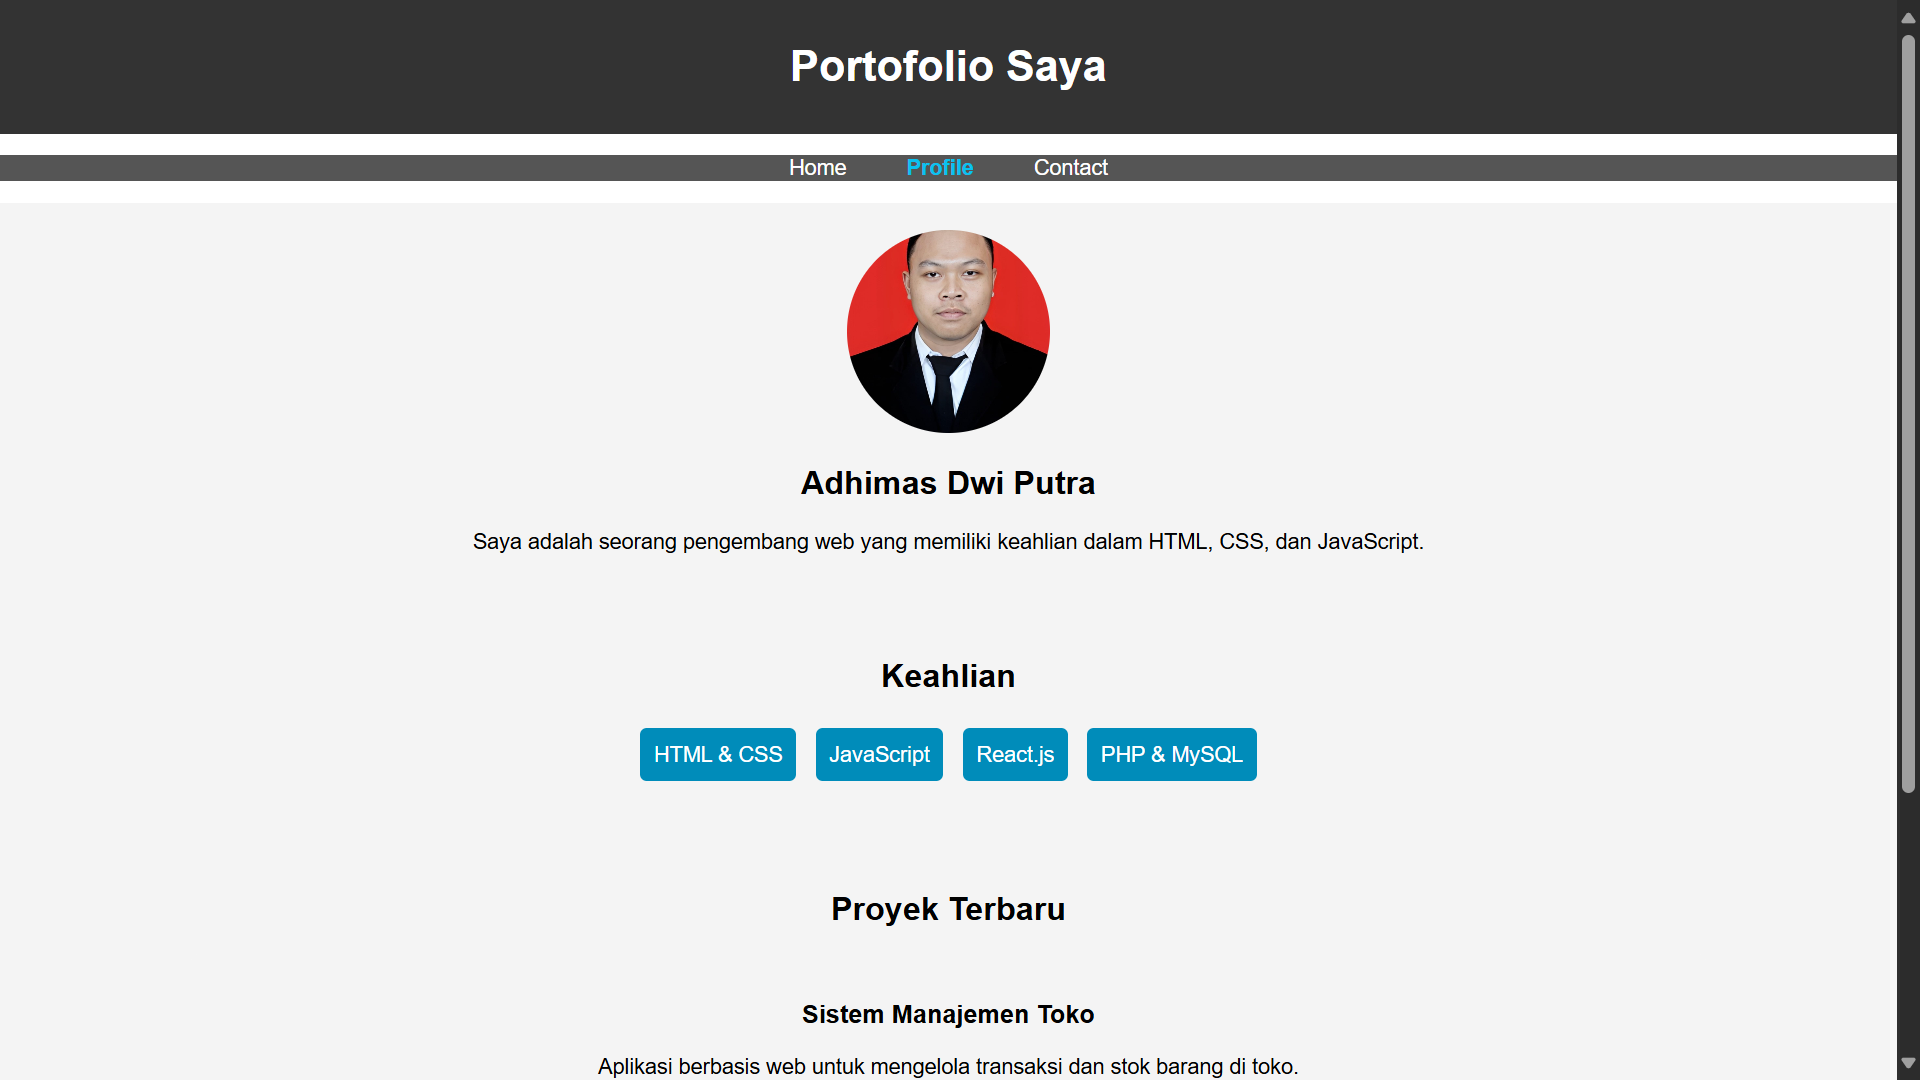 Portofolio Saya
Home Profile Contact
Adhimas Dwi Putra
Saya adalah seorang pengembang web yang memiliki keahlian dalam HTML, CSS, dan JavaScript.
Keahlian
HTML & CSS JavaScript React.js PHP & MySQL
Proyek Terbaru
Sistem Manajemen Toko
Aplikasi berbasis web untuk mengelola transaksi dan stok barang di toko.